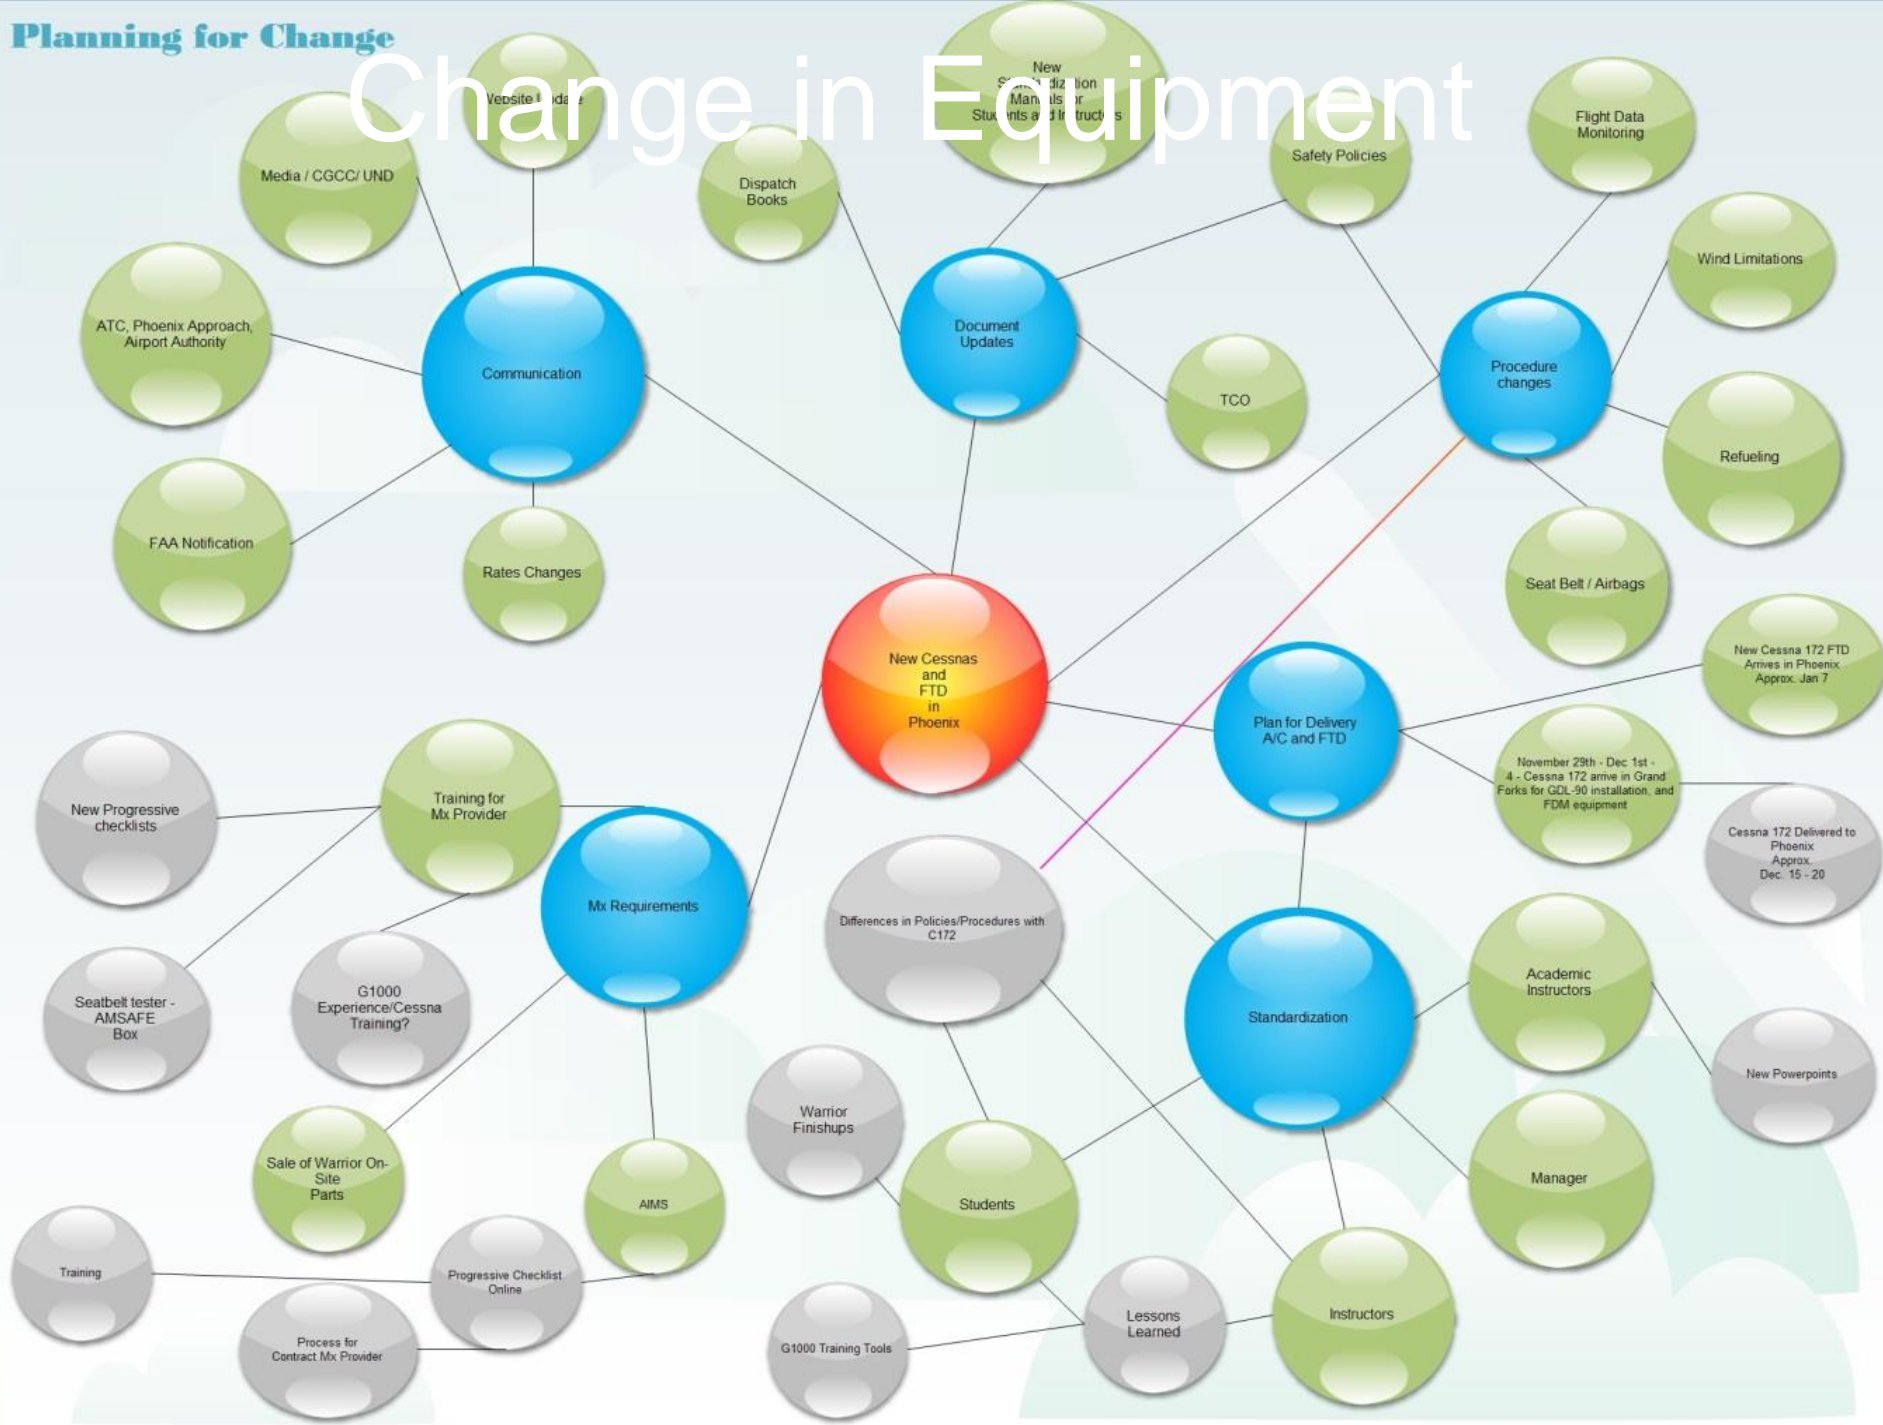 Planning for Change
Change in Equipment
Website Update
New
Standardization
Manuals for
Students and Instructors
Flight Data
Monitoring
Media / CGCC/ UND
Dispatch
Books
Safety Policies
Wind Limitations
ATC, Phoenix Approach,
Airport Authority
Communication
Document
Updates
Procedure
changes
TCO
Refueling
FAA Notification
Rates Changes
Seat Belt / Airbags
New Cessnas
and
FTD
in
Phoenix
Plan for Delivery
A/C and FTD
New Cessna 172 FTD
Arrives in Phoenix
Approx. Jan 7
November 29th - Dec 1st -
4 - Cessna 172 arrive in Grand
Forks for GDL-90 installation, and
FDM equipment
Cessna 172 Delivered to
Phoenix
Approx.
Dec. 15 - 20
New Progressive
checklists
Training for
Mx Provider
Mx Requirements
Differences in Policies/Procedures with
C172
Seatbelt tester -
AMSAFE
Box
G1000
Experience/Cessna
Training?
Standardization
Academic
Instructors
New Powerpoints
Warrior
Finishups
Sale of Warrior On-
Site
Parts
AIMS
Students
Manager
Training
Progressive Checklist
Online
Process for
Contract Mx Provider
G1000 Training Tools
Lessons
Learned
Instructors